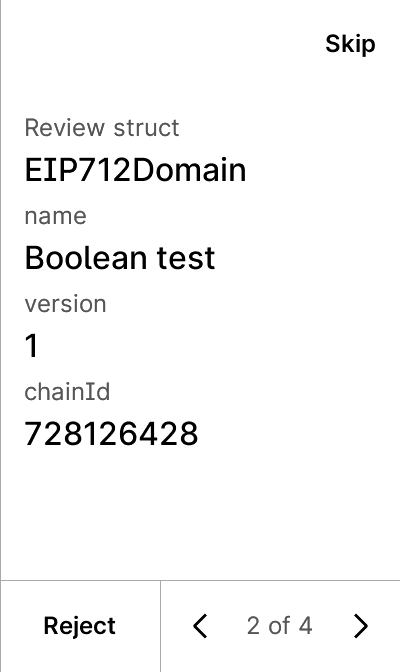 Skip
Review struct
EIP712Domain
name
Boolean test
version
1
chainId
728126428
Reject
2 of 4